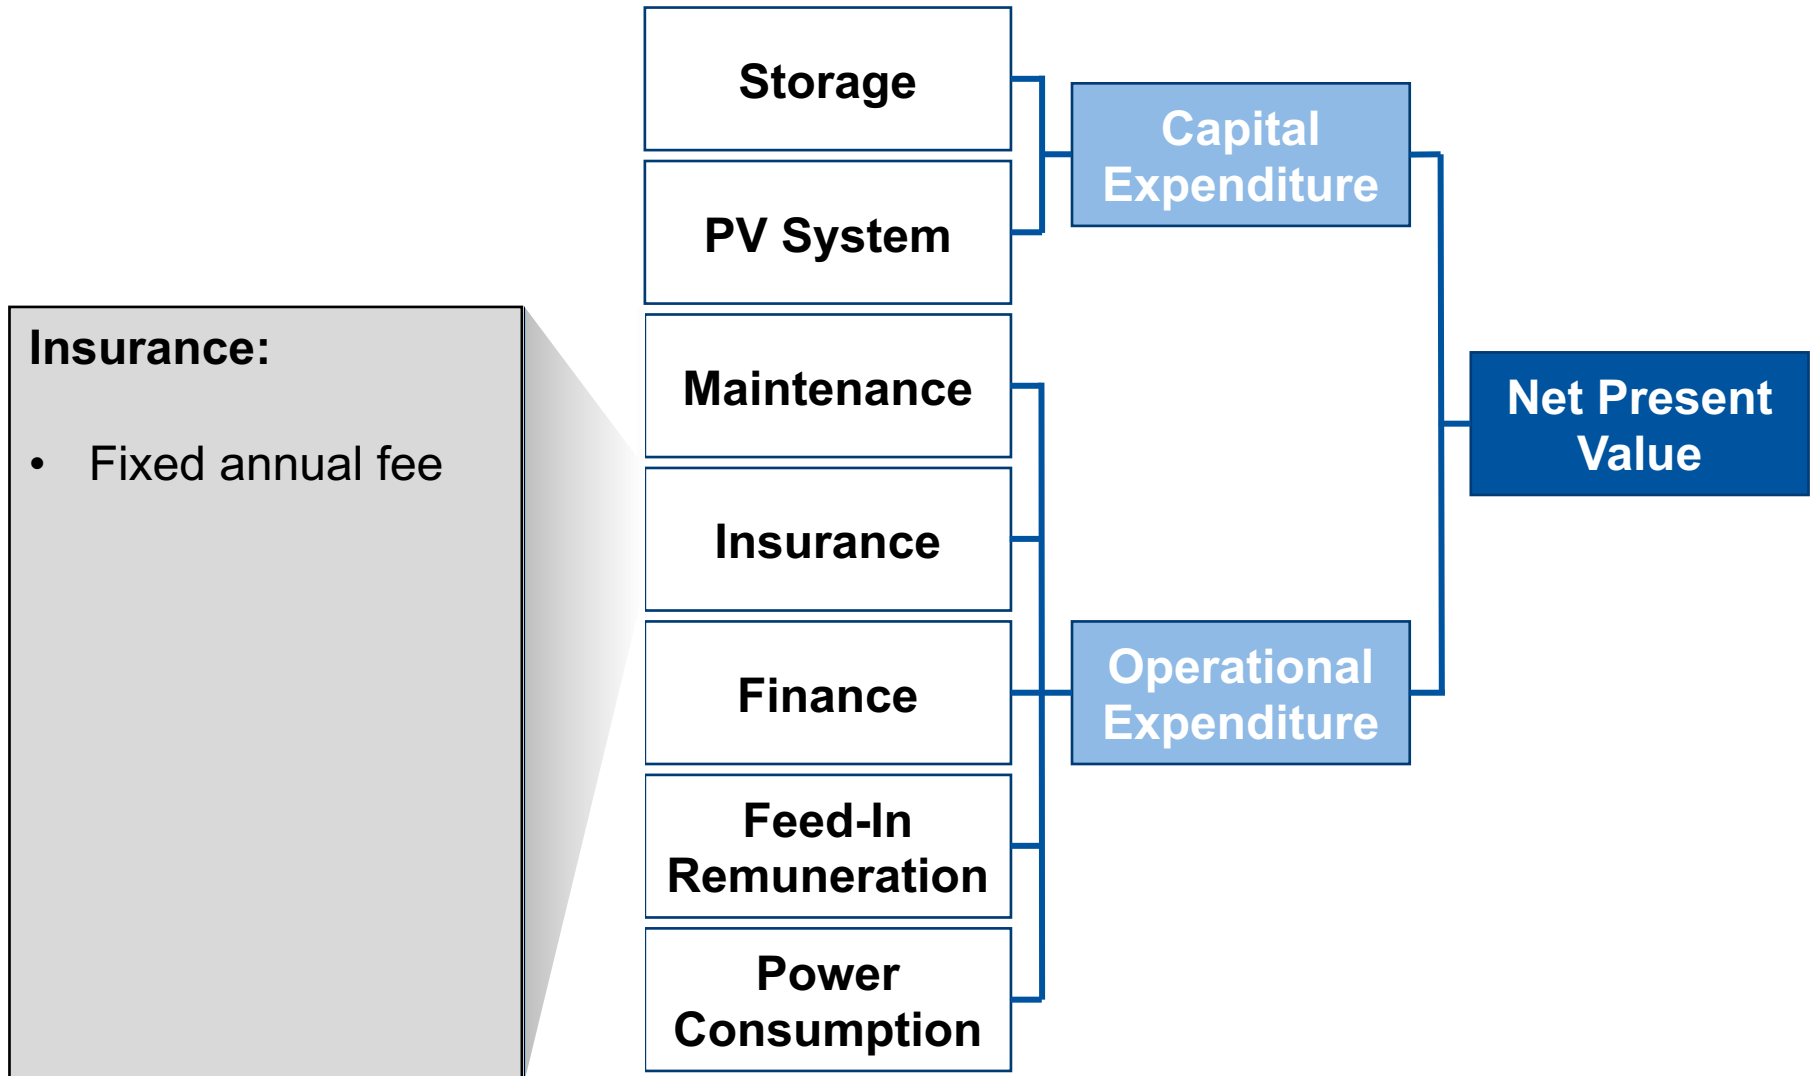 Storage
Capital
Expenditure
PV System
Insurance:
• Fixed annual fee
Maintenance
Net Present
Value
Insurance
Finance
Operational
Expenditure
Feed-In
Remuneration
Power
Consumption